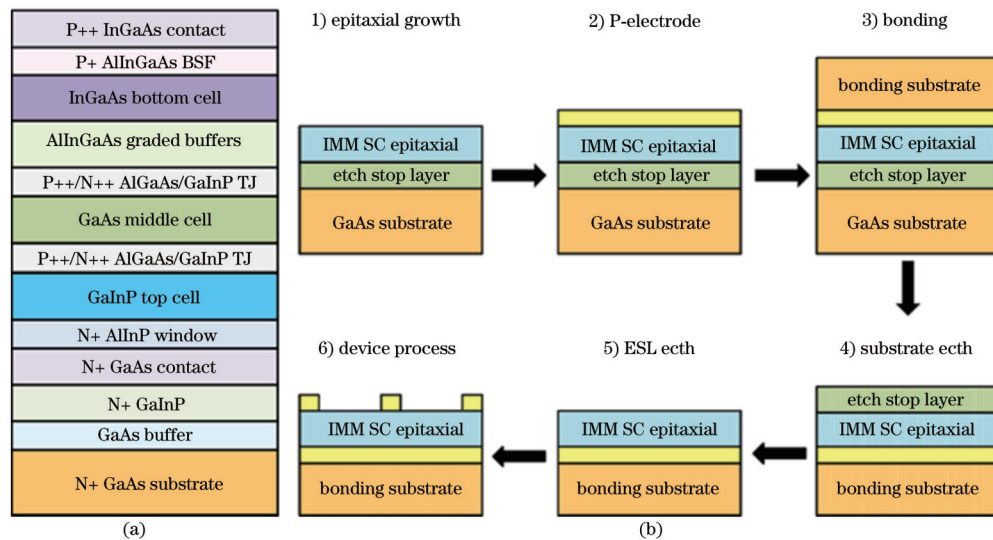 P++ InGaAs contact
P+ AlInGaAs BSF
InGaAs bottom cell
AlInGaAs graded buffers
P++/N++ AlGaAs/GaInP TJ
GaAs middle cell
P++/N++ AlGaAs/GaInP TJ
GaInP top cell
N+ AlInP window
N+ GaAs contact
N+ GaInP
GaAs buffer
N+ GaAs substrate
(a)
1) epitaxial growth
IMM SC epitaxial
etch stop layer
GaAs substrate
2) P-electrode
IMM SC epitaxial
etch stop layer
GaAs substrate
3) bonding
bonding substrate
IMM SC epitaxial
etch stop layer
GaAs substrate
4) substrate ecth
etch stop layer
IMM SC epitaxial
bonding substrate
5) ESL ecth
IMM SC epitaxial
bonding substrate
6) device process
IMM SC epitaxial
bonding substrate
(b)